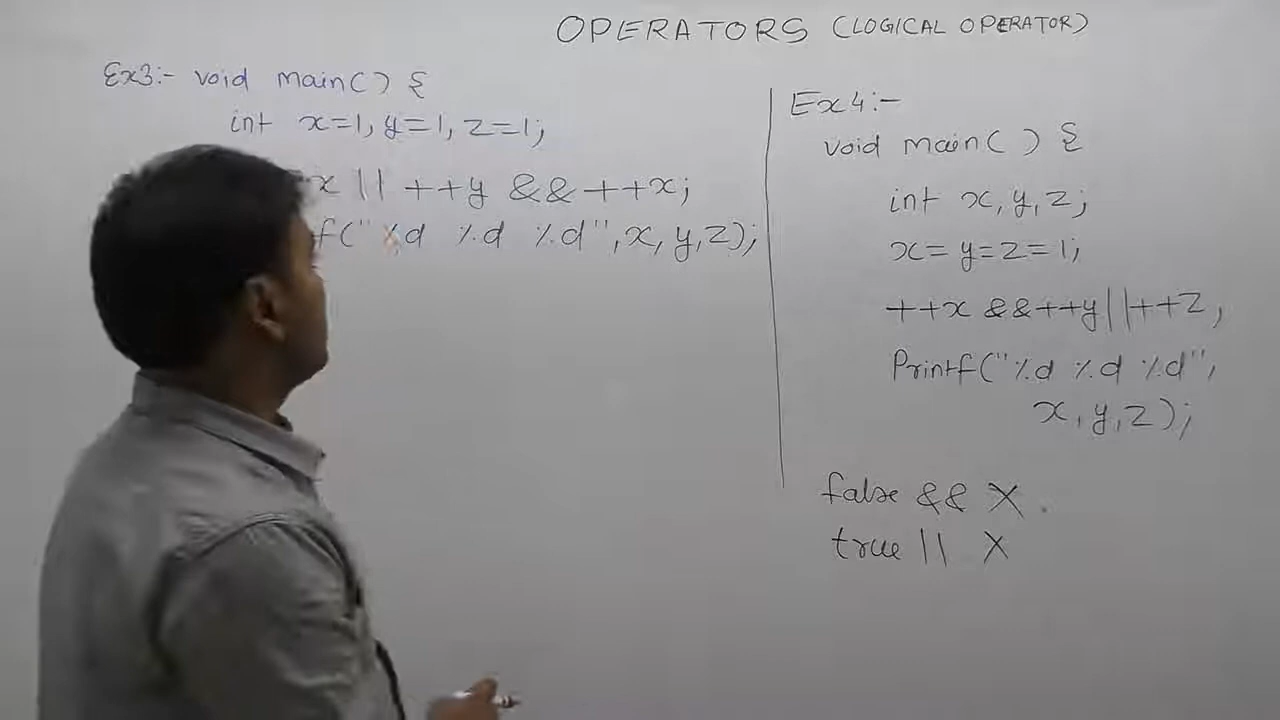 OPERATORS (LOGICAL OPERATOR)
Ex3:- void main() {
int x=1, y=1, z=1;
x || ++y && ++x;
f("%d %d %d", x, y, z);
Ex4:-
void main( ) {
int x, y, z;
x= y=z=1;
++x &&++y||++z,
Printf("%d %d %d",
x, y, z);
false && X
true || X